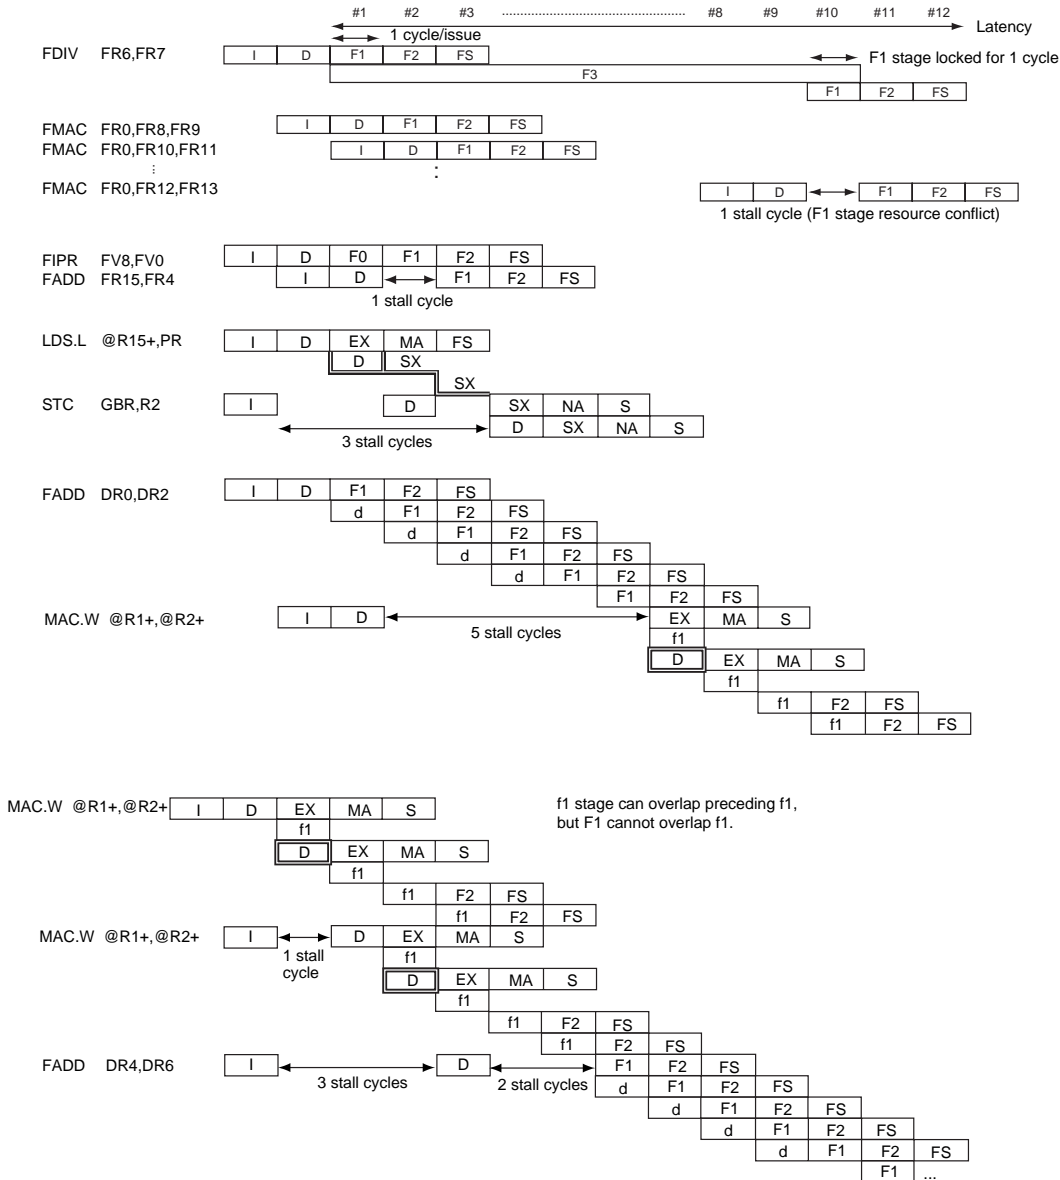 #1 #2 #3 #8 #9 #10 #11 #12
Latency
1 cycle/issue
FDIV FR6,FR7 I D F1 F2 FS F1 stage locked for 1 cycle
F3
F1 F2 FS
FMAC FR0,FR8,FR9 I D F1 F2 FS
FMAC FR0,FR10,FR11 I D F1 F2 FS
FMAC FR0,FR12,FR13 I D F1 F2 FS
1 stall cycle (F1 stage resource conflict)
FIPR FV8,FV0 I D F0 F1 F2 FS
FADD FR15,FR4 I D F1 F2 FS
1 stall cycle
LDS.L @R15+,PR I D EX MA FS
D SX
SX
STC GBR,R2 I D SX NA S
3 stall cycles D SX NA S
FADD DR0,DR2 I D F1 F2 FS
d F1 F2 FS
d F1 F2 FS
d F1 F2 FS
d F1 F2 FS
F1 F2 FS
MAC.W @R1+,@R2+ I D 5 stall cycles EX MA S
f1
D EX MA S
f1
f1 F2 FS
f1 F2 FS
MAC.W @R1+,@R2+ I D EX MA S
f1 stage can overlap preceding f1,
but F1 cannot overlap f1.
f1
D EX MA S
f1
f1 F2 FS
f1 F2 FS
MAC.W @R1+,@R2+ I D EX MA S
1 stall
cycle
f1
D EX MA S
f1
f1 F2 FS
f1 F2 FS
FADD DR4,DR6 I 3 stall cycles D 2 stall cycles F1 F2 FS
d F1 F2 FS
d F1 F2 FS
d F1 F2 FS
d F1 F2 FS
F1 ...